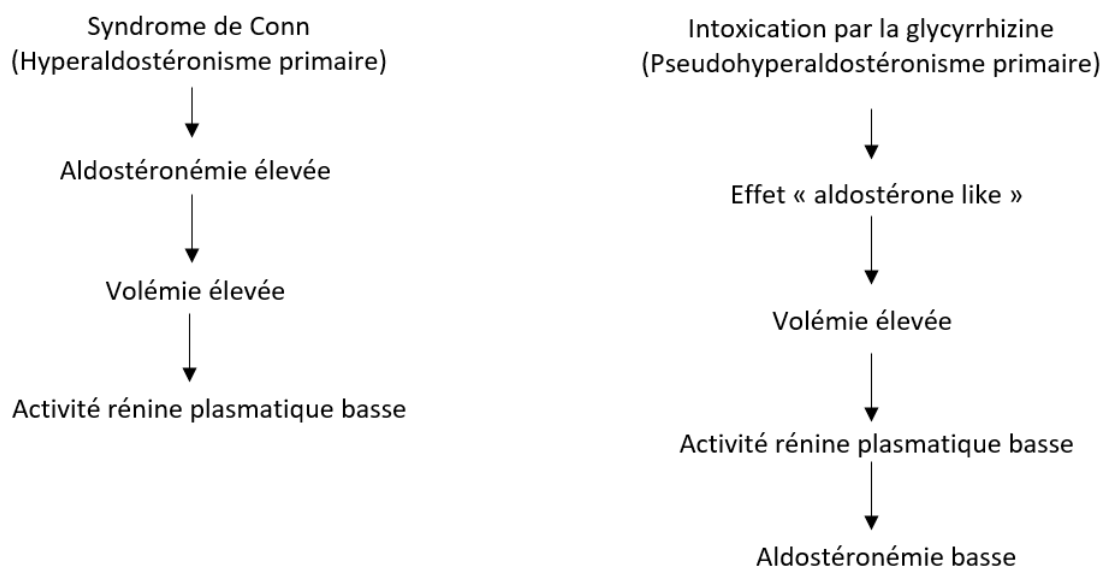 Syndrome de Conn
(Hyperaldostéronisme primaire)
Aldostéronémie élevée
Volémie élevée
Activité rénine plasmatique basse
Intoxication par la glycyrrhizine
(Pseudohyperaldostéronisme primaire)
Effet « aldostérone like »
Volémie élevée
Activité rénine plasmatique basse
Aldostéronémie basse